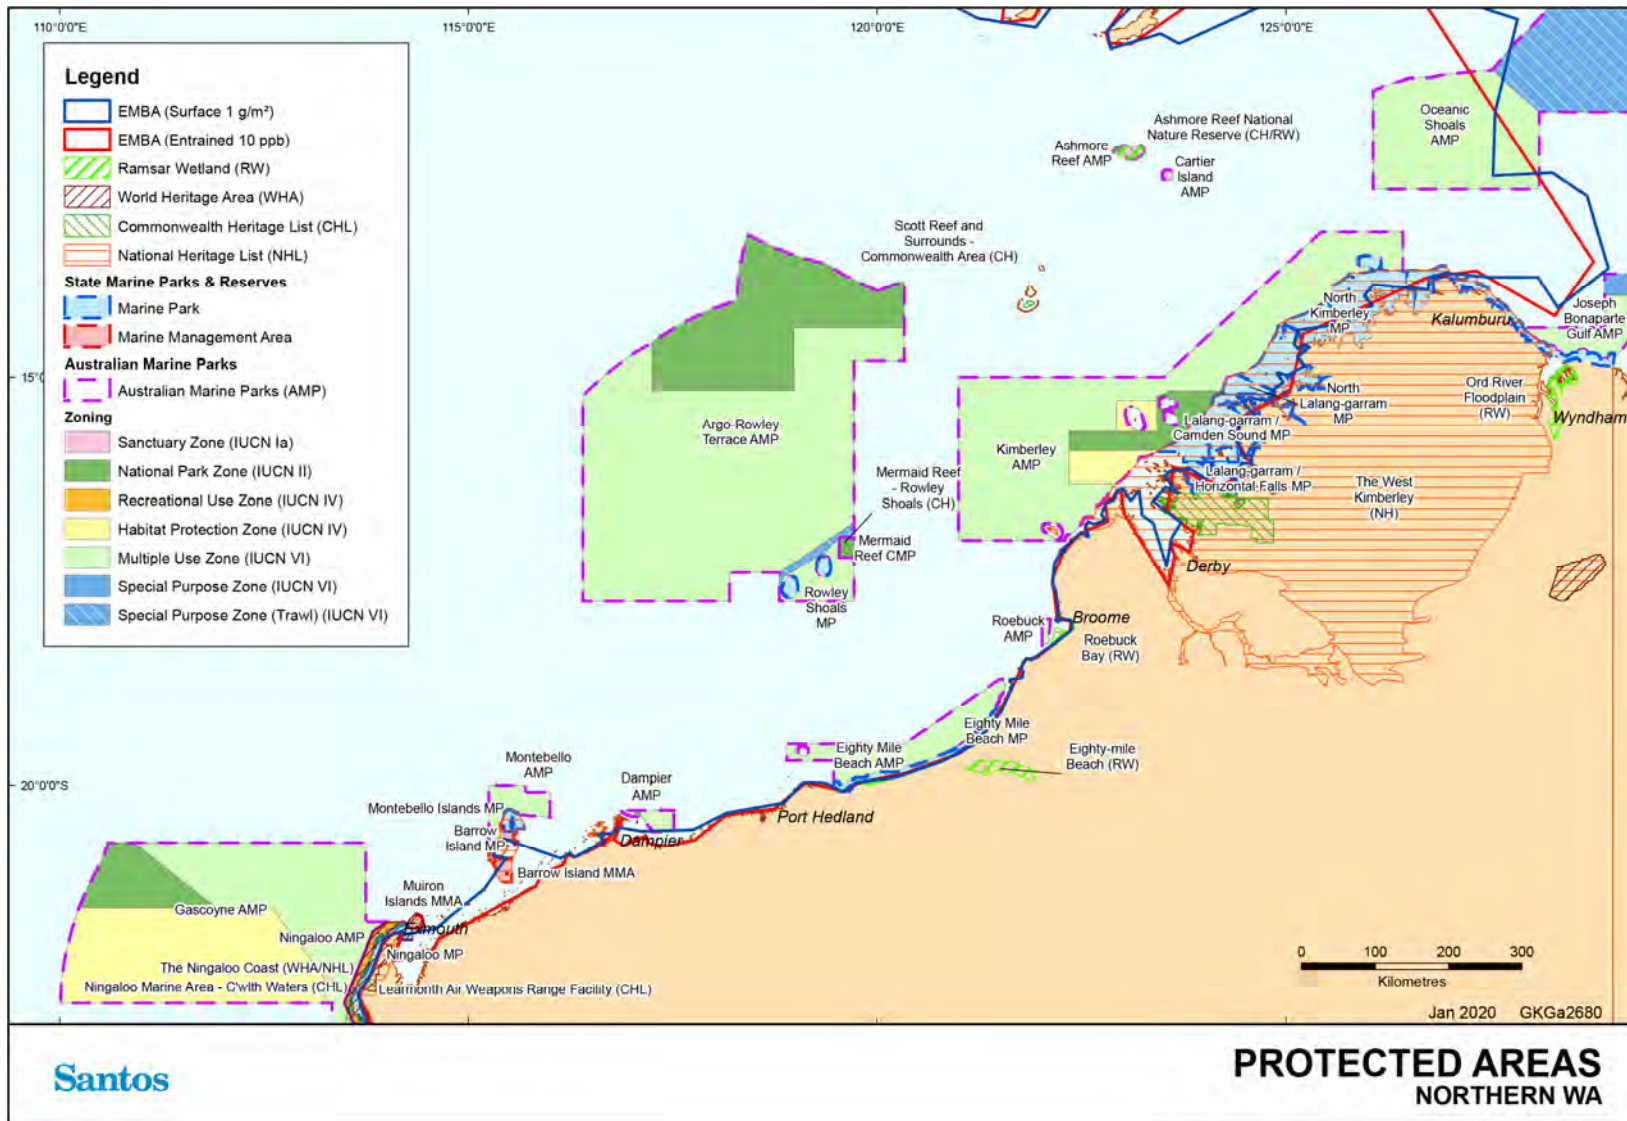 110°0'0"E
115°0'0"E
120°0'0"E
125°0'0"E
15°0'0"S
20°0'0"S
Legend
EMBA (Surface 1 g/m²)
EMBA (Entrained 10 ppb)
Ramsar Wetland (RW)
World Heritage Area (WHA)
Commonwealth Heritage List (CHL)
National Heritage List (NHL)
State Marine Parks & Reserves
Marine Park
Marine Management Area
Australian Marine Parks
Australian Marine Parks (AMP)
Zoning
Sanctuary Zone (IUCN Ia)
National Park Zone (IUCN II)
Recreational Use Zone (IUCN IV)
Habitat Protection Zone (IUCN IV)
Multiple Use Zone (IUCN VI)
Special Purpose Zone (IUCN VI)
Special Purpose Zone (Trawl) (IUCN VI)
Oceanic
Shoals
AMP
Ashmore Reef National
Nature Reserve (CH/RW)
Ashmore
Reef AMP
Cartier
Island
AMP
Scott Reef and
Surrounds -
Commonwealth Area (CH)
North
Kimberley
MP
Kalumburu
Joseph
Bonaparte
Gulf AMP
North
Lalang-garram
MP
Ord River
Floodplain
(RW)
Wyndham
Argo-Rowley
Terrace AMP
Kimberley
AMP
Lalang-garram /
Camden Sound MP
Mermaid Reef
- Rowley
Shoals (CH)
Lalang-garram /
Horizontal Falls MP
The West
Kimberley
(NH)
Mermaid
Reef CMP
Derby
Rowley
Shoals
MP
Roebuck
AMP
Broome
Roebuck
Bay (RW)
Eighty Mile
Beach MP
Eighty Mile
Beach AMP
Eighty-mile
Beach (RW)
Montebello
AMP
Dampier
AMP
Montebello Islands MP
Port Hedland
Barrow
Island MP
Dampier
Barrow Island MMA
Muiron
Islands MMA
Gascoyne AMP
Exmouth
Ningaloo AMP
Ningaloo MP
The Ningaloo Coast (WHA/NHL)
Ningaloo Marine Area - C'wlth Waters (CHL)
Learmonth Air Weapons Range Facility (CHL)
0 100 200 300
Kilometres
Jan 2020 GKGa2680
Santos
PROTECTED AREAS
NORTHERN WA